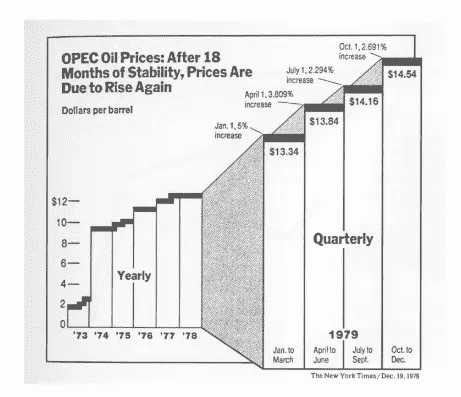 OPEC Oil Prices: After 18
Months of Stability, Prices Are
Due to Rise Again
Dollars per barrel
Oct. 1, 2.691%
increase
July 1, 2.294%
increase
April 1, 3.809%
increase
Jan. 1, 5%
increase
$14.54
$14.16
$13.84
$13.34
$12
10
8
6
4
2
0
Yearly
Quarterly
'73 '74 '75 '76 '77 '78
1979
Jan. to
March
April to
June
July to
Sept.
Oct. to
Dec.
The New York Times / Dec. 19, 1978